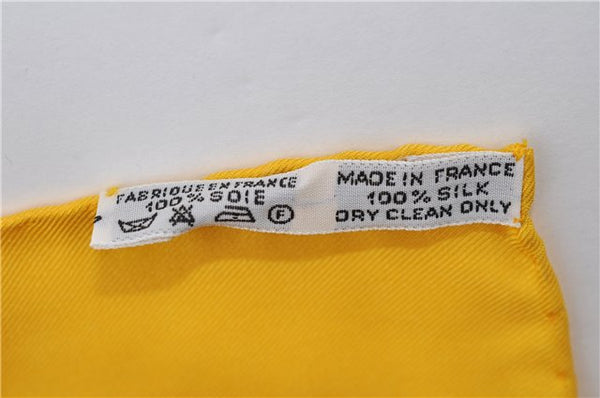 FABRIQUE EN FRANCE
100% SOIE
F
MADE IN FRANCE
100% SILK
DRY CLEAN ONLY